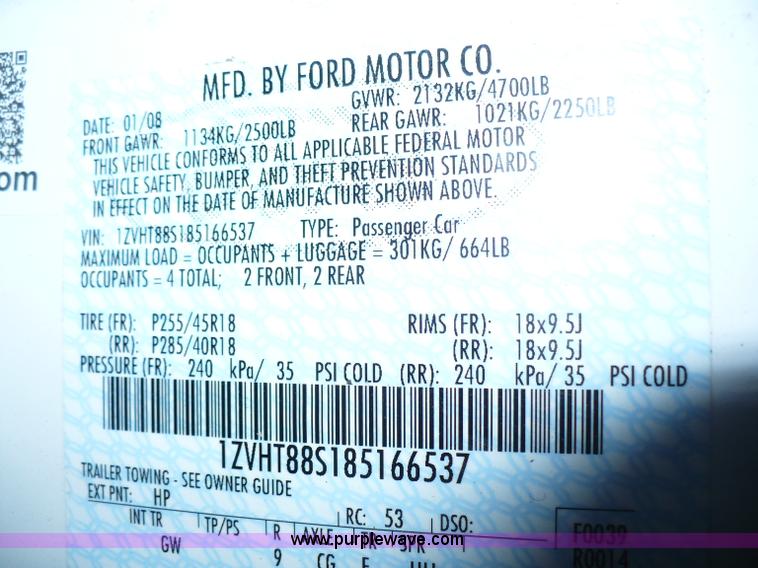 MFD. BY FORD MOTOR CO.
DATE: 01/08 GVWR: 2132KG/4700LB
FRONT GAWR: 1134KG/2500LB REAR GAWR: 1021KG/2250LB
THIS VEHICLE CONFORMS TO ALL APPLICABLE FEDERAL MOTOR
VEHICLE SAFETY, BUMPER, AND THEFT PREVENTION STANDARDS
IN EFFECT ON THE DATE OF MANUFACTURE SHOWN ABOVE.
om
VIN: 1ZVHT88S185166537 TYPE: Passenger Car
MAXIMUM LOAD = OCCUPANTS + LUGGAGE = 301KG/ 664LB
OCCUPANTS = 4 TOTAL; 2 FRONT, 2 REAR
TIRE (FR): P255/45R18 RIMS (FR): 18x9.5J
(RR): P285/40R18 (RR): 18x9.5J
PRESSURE (FR): 240 kPa/ 35 PSI COLD (RR): 240 kPa/ 35 PSI COLD
1ZVHT88S185166537
TRAILER TOWING - SEE OWNER GUIDE
EXT PNT: HP RC: 53 DSO: F0039
INT TR TP/PS R AXLE TR SPR
www.purplewave.com
GW 9 CG R0014